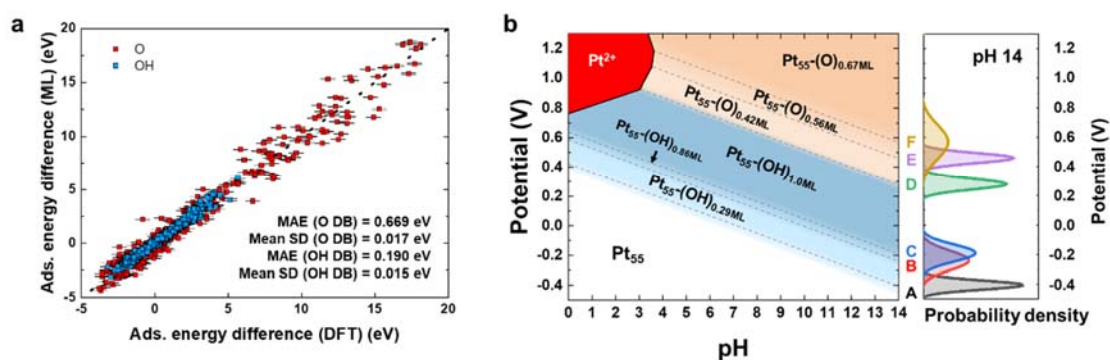 a
20
15
10
5
0
-5
Ads. energy difference (ML) (eV)
O
OH
MAE (O DB) = 0.669 eV
Mean SD (O DB) = 0.017 eV
MAE (OH DB) = 0.190 eV
Mean SD (OH DB) = 0.015 eV
-5 0 5 10 15 20
Ads. energy difference (DFT) (eV)
b
1.2
1.0
0.8
0.6
0.4
0.2
0.0
-0.2
-0.4
Potential (V)
Pt²⁺
Pt₅₅-(O)₀.₆₇ML
Pt₅₅-(O)₀.₅₆ML
Pt₅₅-(O)₀.₄₂ML
Pt₅₅-(OH)₀.₈₆ML
Pt₅₅-(OH)₁.₀ML
Pt₅₅-(OH)₀.₂₉ML
Pt₅₅
0 1 2 3 4 5 6 7 8 9 10 11 12 13 14
pH
pH 14
F
E
D
C
B
A
1.2
1.0
0.8
0.6
0.4
0.2
0.0
-0.2
-0.4
Potential (V)
Probability density